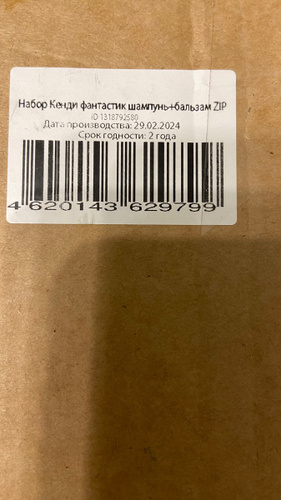 Набор Кенди фантастик шампунь+бальзам ZIP
ID 1318792580
Дата производства: 29.02.2024
Срок годности: 2 года
4 620143 629799